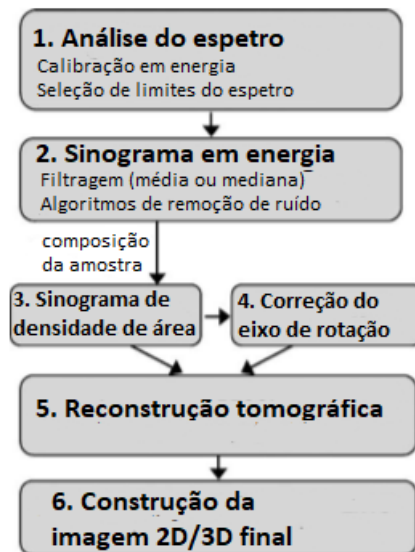 1. Análise do espetro
Calibração em energia
Seleção de limites do espetro
2. Sinograma em energia
Filtragem (média ou mediana)
Algoritmos de remoção de ruído
composição
da amostra
3. Sinograma de
densidade de área
4. Correção do
eixo de rotação
5. Reconstrução tomográfica
6. Construção da
imagem 2D/3D final